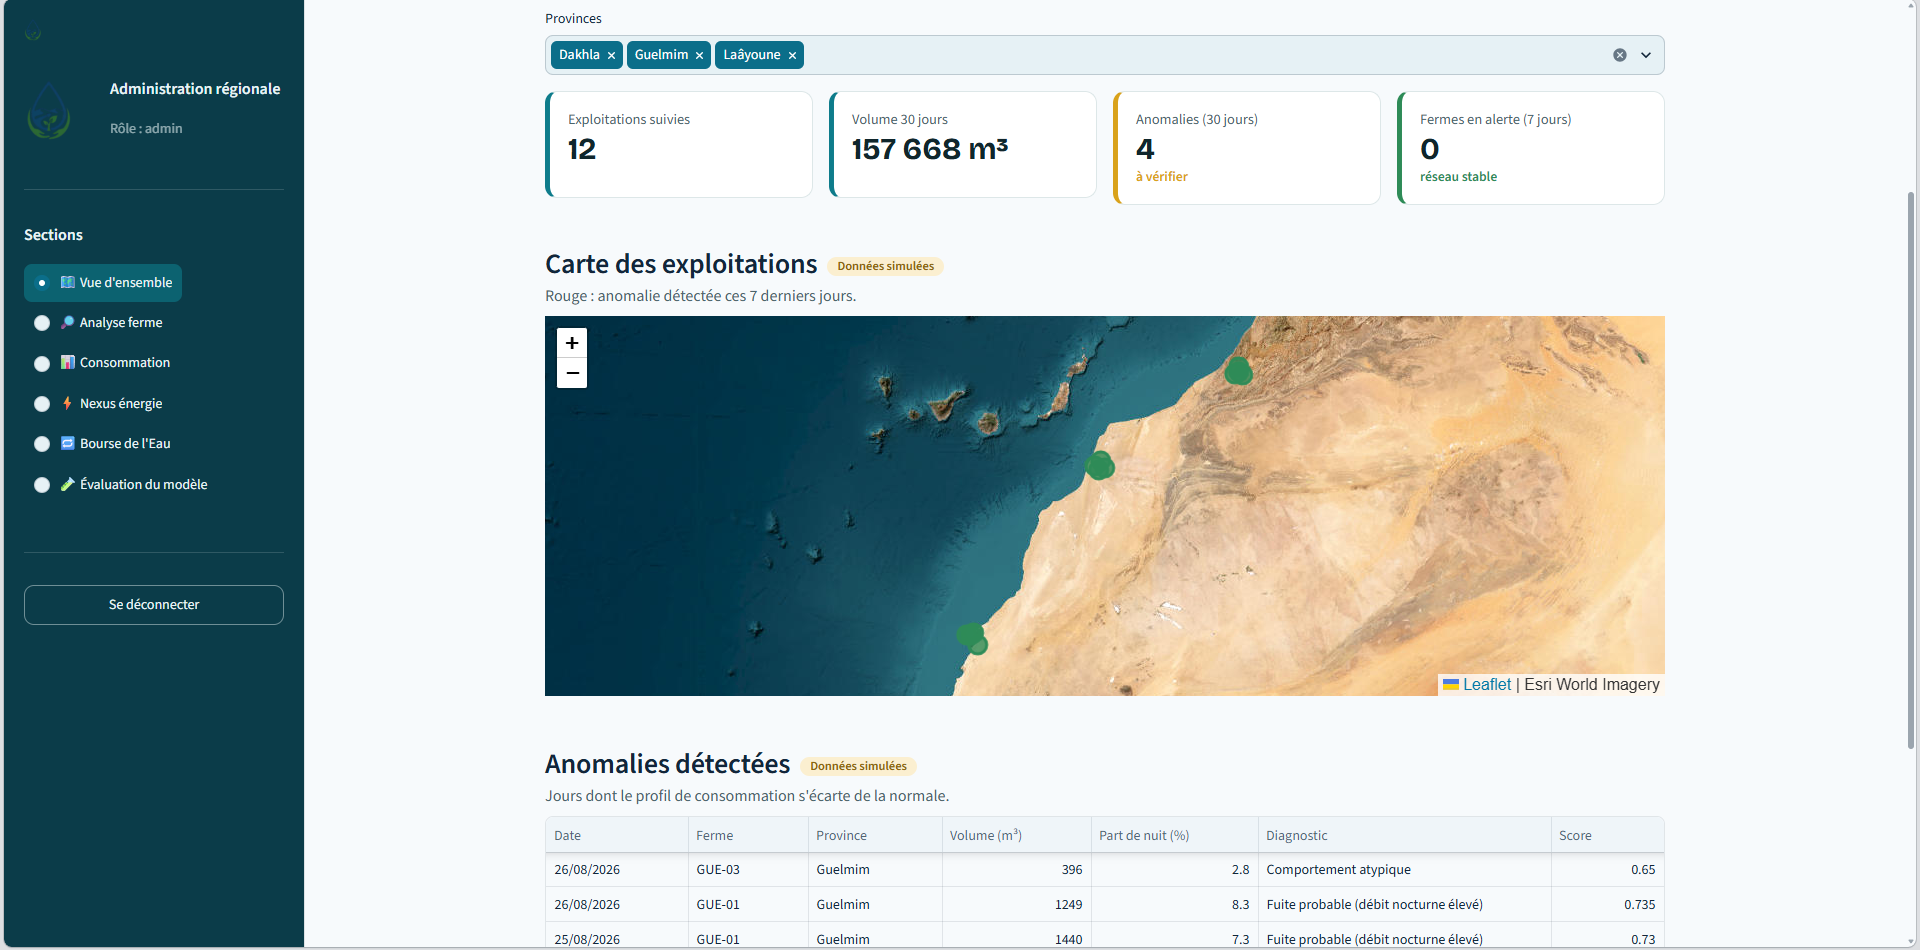 Administration régionale
Rôle : admin
Sections
Vue d'ensemble
Analyse ferme
Consommation
Nexus énergie
Bourse de l'Eau
Évaluation du modèle
Se déconnecter
Provinces
Dakhla × Guelmim × Laâyoune ×
Exploitations suivies
12
Volume 30 jours
157 668 m³
Anomalies (30 jours)
4
à vérifier
Fermes en alerte (7 jours)
0
réseau stable
Carte des exploitations Données simulées
Rouge : anomalie détectée ces 7 derniers jours.
+
−
Leaflet | Esri World Imagery
Anomalies détectées Données simulées
Jours dont le profil de consommation s'écarte de la normale.
Date Ferme Province Volume (m³) Part de nuit (%) Diagnostic Score
26/08/2026 GUE-03 Guelmim 396 2.8 Comportement atypique 0.65
26/08/2026 GUE-01 Guelmim 1249 8.3 Fuite probable (débit nocturne élevé) 0.735
25/08/2026 GUE-01 Guelmim 1440 7.3 Fuite probable (débit nocturne élevé) 0.73